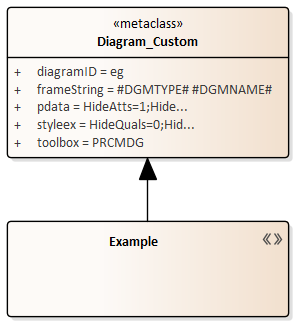 «metaclass»
Diagram_Custom
+ diagramID = eg
+ frameString = #DGMTYPE# #DGMNAME#
+ pdata = HideAtts=1;Hide...
+ styleex = HideQuals=0;Hid...
+ toolbox = PRCMDG
Example «»